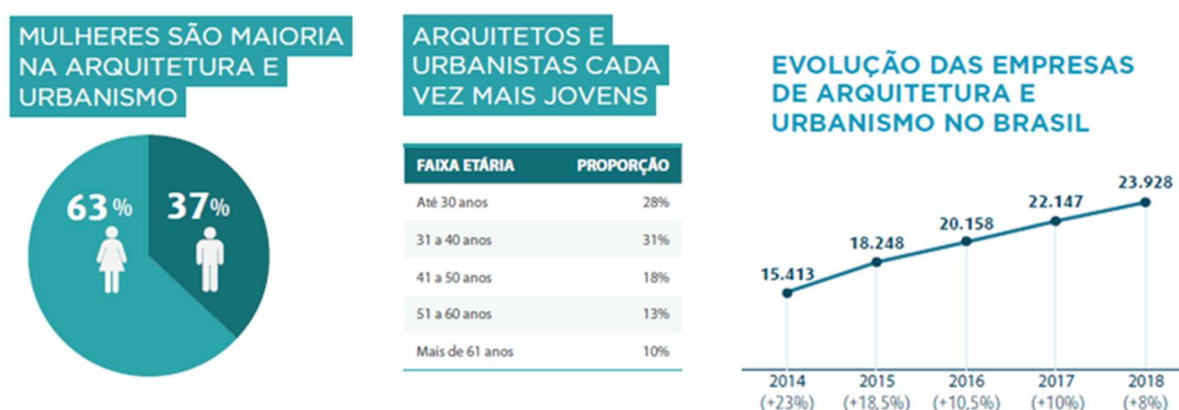 MULHERES SÃO MAIORIA
NA ARQUITETURA E
URBANISMO
63%
37%
ARQUITETOS E
URBANISTAS CADA
VEZ MAIS JOVENS
FAIXA ETÁRIA PROPORÇÃO
Até 30 anos 28%
31 a 40 anos 31%
41 a 50 anos 18%
51 a 60 anos 13%
Mais de 61 anos 10%
EVOLUÇÃO DAS EMPRESAS
DE ARQUITETURA E
URBANISMO NO BRASIL
15.413
18.248
20.158
22.147
23.928
2014 2015 2016 2017 2018
(+23%) (+18,5%) (+10,5%) (+10%) (+8%)